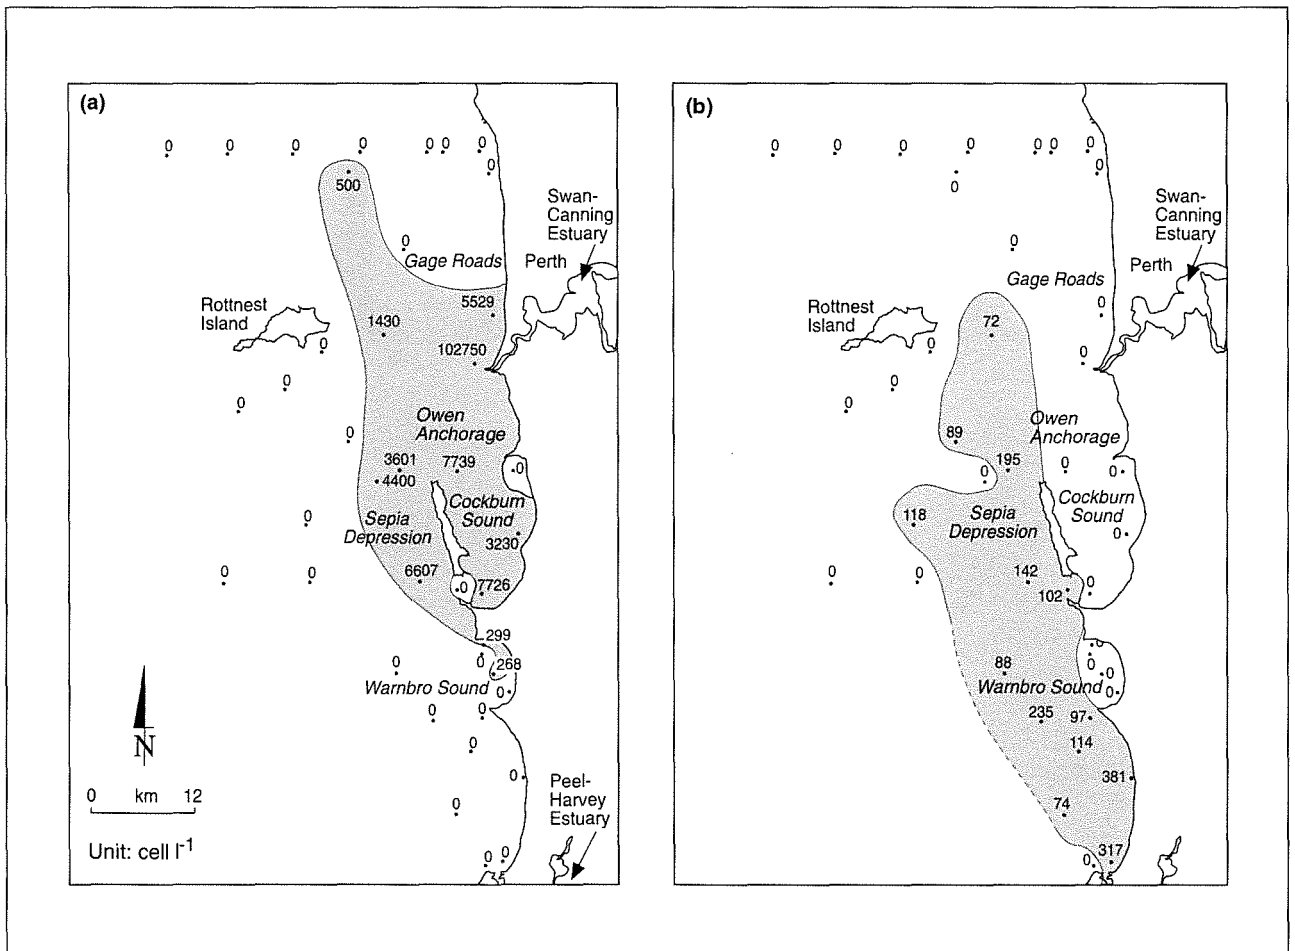 (a)
0 0 0 0 0 0 0
0
500
Swan-
Canning
Estuary
0
Gage Roads
Perth
Rottnest
Island
5529
1430
102750
0
0
0
Owen
Anchorage
0
3601
7739
0
4400
Cockburn
Sound
Sepia
Depression
0
3230
0
0
6607
0
7726
299
0
0
268
Warnbro Sound
0
0
0
0
N
0
Peel-
Harvey
Estuary
0 km 12
0
Unit: cell l-1
0 0
(b)
0 0 0 0 0 0 0
0
0
Swan-
Canning
Estuary
0
Gage Roads
Perth
Rottnest
Island
0
72
0
0
0
0
Owen
Anchorage
89
195
0
0
0
Cockburn
Sound
118
Sepia
Depression
0
0
0
142
0
102
0
0
88
0
Warnbro Sound
0
235
97
114
381
74
317
0